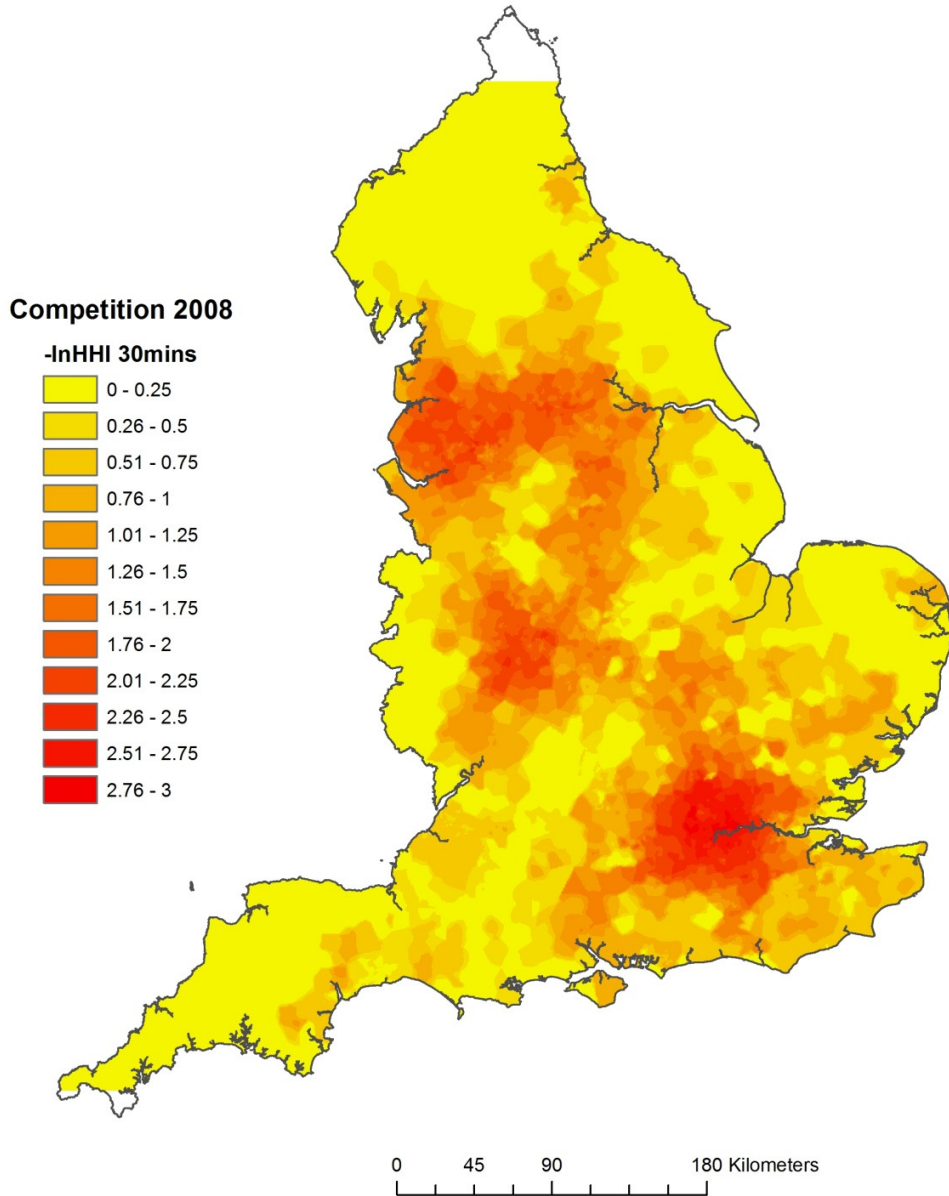 Competition 2008
-lnHHI 30mins
0 - 0.25
0.26 - 0.5
0.51 - 0.75
0.76 - 1
1.01 - 1.25
1.26 - 1.5
1.51 - 1.75
1.76 - 2
2.01 - 2.25
2.26 - 2.5
2.51 - 2.75
2.76 - 3
0 45 90 180 Kilometers